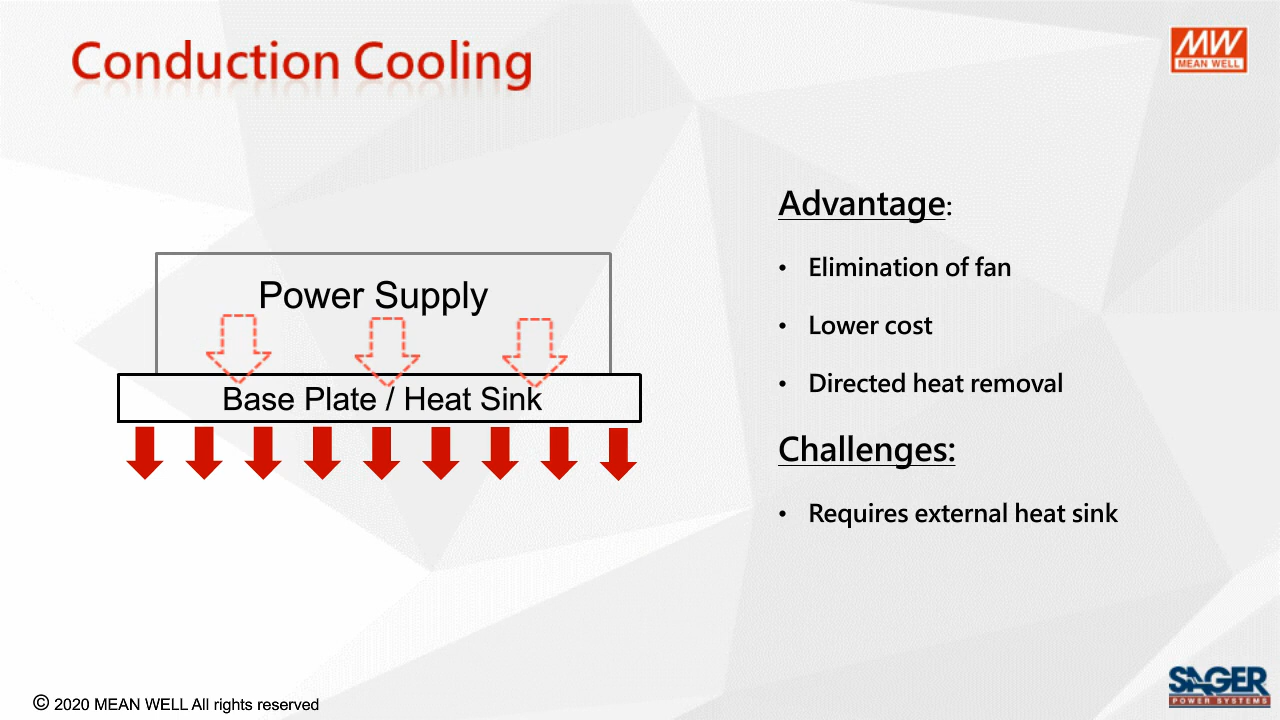 Conduction Cooling
MW
MEAN WELL
Advantage:
• Elimination of fan
• Lower cost
• Directed heat removal
Challenges:
• Requires external heat sink
Power Supply
Base Plate / Heat Sink
© 2020 MEAN WELL All rights reserved
SAGER
POWER SYSTEMS